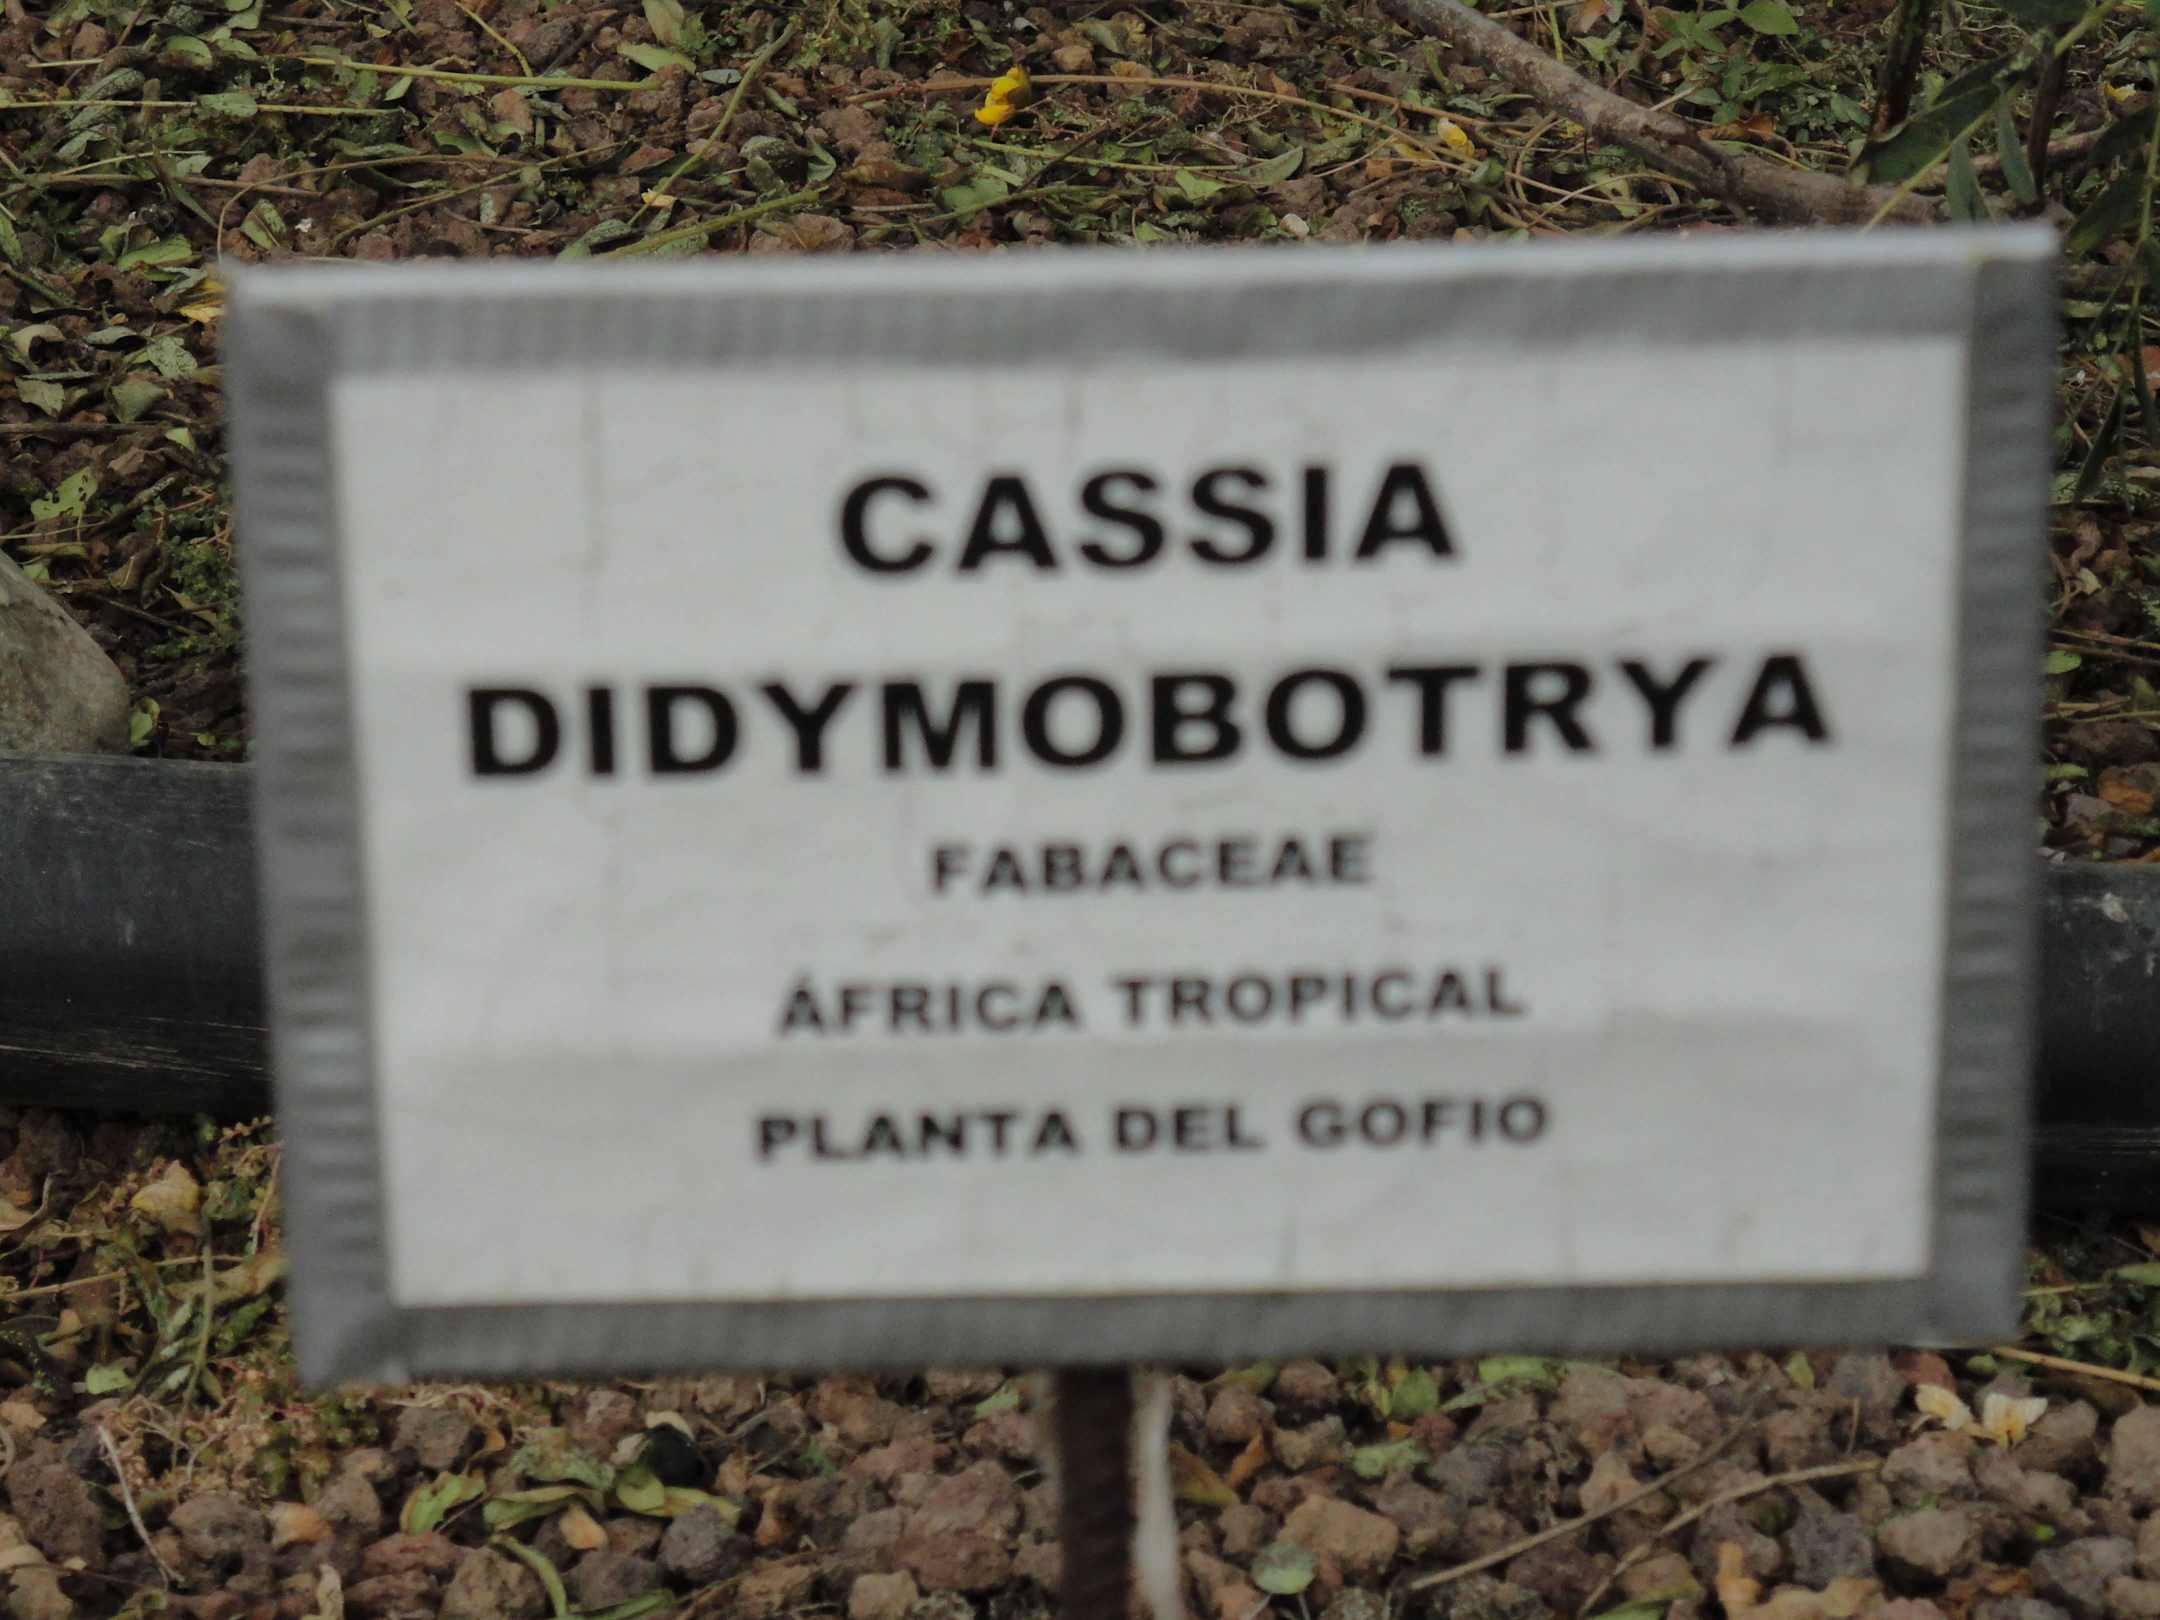 CASSIA
DIDYMOBOTRYA
FABACEAE
ÁFRICA TROPICAL
PLANTA DEL GOFIO